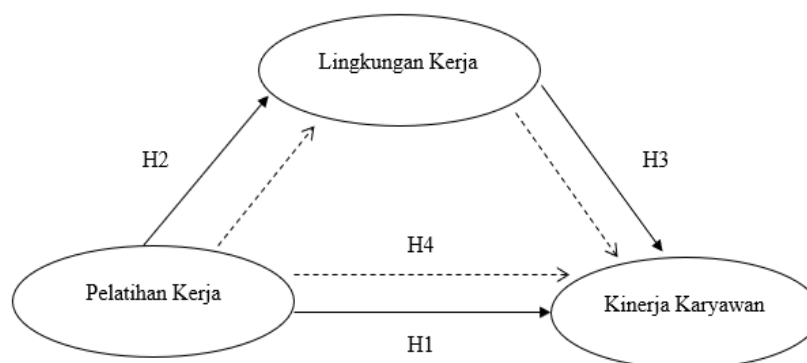 Lingkungan Kerja
H2
H3
H4
Pelatihan Kerja
Kinerja Karyawan
H1